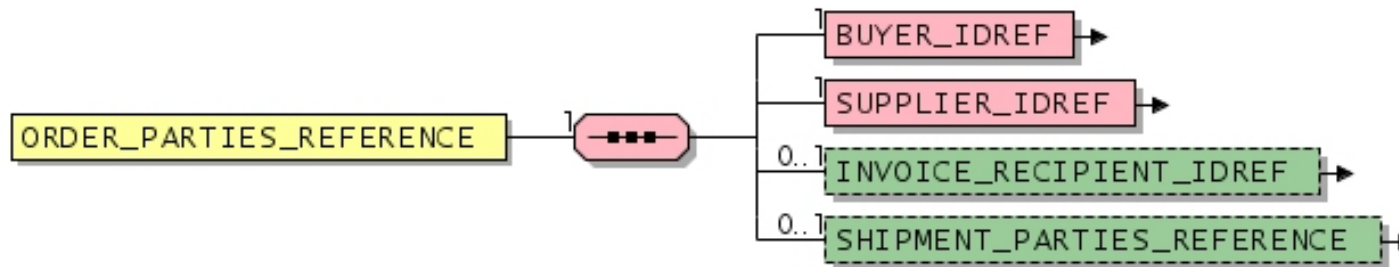 1
BUYER_IDREF
1
SUPPLIER_IDREF
ORDER_PARTIES_REFERENCE
1
0..1
INVOICE_RECIPIENT_IDREF
0..1
SHIPMENT_PARTIES_REFERENCE